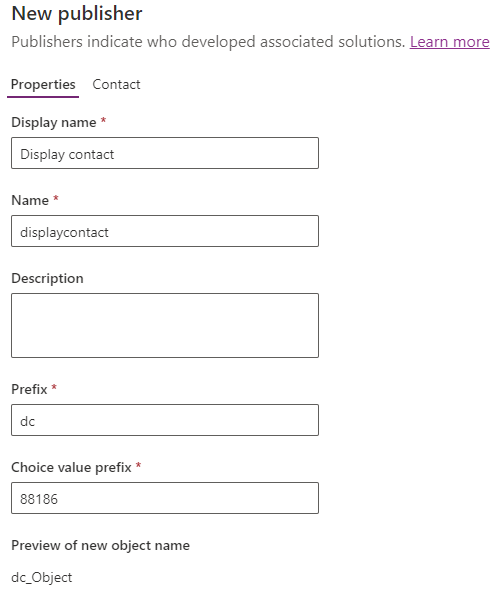 New publisher
Publishers indicate who developed associated solutions. Learn more
Properties Contact
Display name *
Display contact
Name *
displaycontact
Description
Prefix *
dc
Choice value prefix *
88186
Preview of new object name
dc_Object